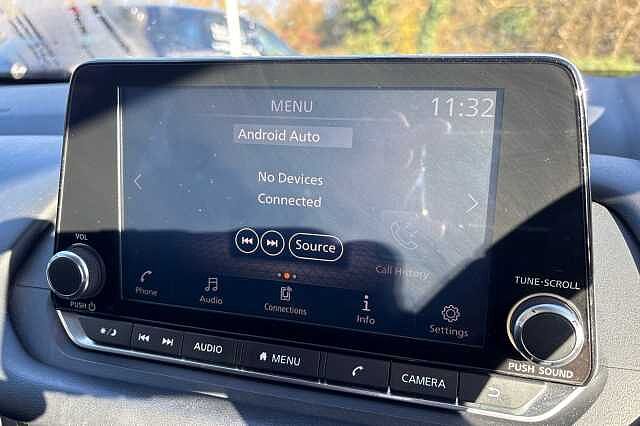 MENU
11:32
Android Auto
No Devices
Connected
Source
Call History
Phone
Audio
Connections
Info
Settings
VOL
PUSH
TUNE·SCROLL
PUSH SOUND
AUDIO
MENU
CAMERA